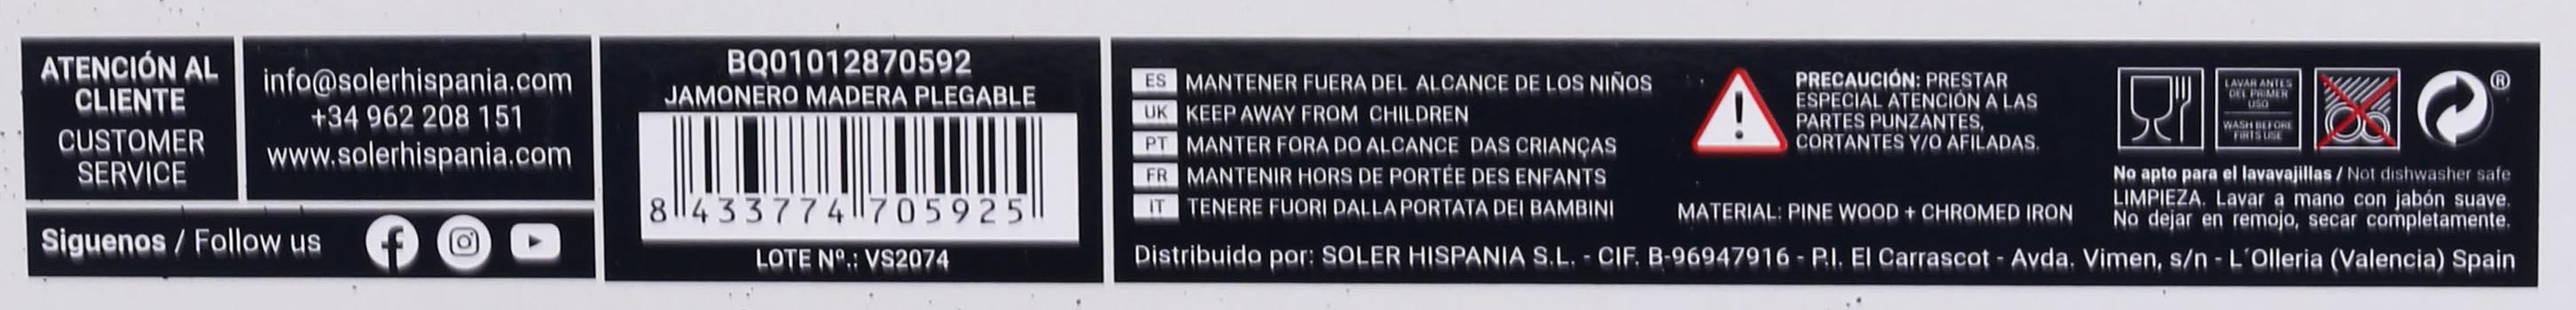 ATENCIÓN AL
CLIENTE
CUSTOMER
SERVICE
info@solerhispania.com
+34 962 208 151
www.solerhispania.com
Siguenos / Follow us
BQ01012870592
JAMONERO MADERA PLEGABLE
8 433774 705925
LOTE Nº.: VS2074
ES MANTENER FUERA DEL ALCANCE DE LOS NIÑOS
UK KEEP AWAY FROM CHILDREN
PT MANTER FORA DO ALCANCE DAS CRIANÇAS
FR MANTENIR HORS DE PORTÉE DES ENFANTS
IT TENERE FUORI DALLA PORTATA DEI BAMBINI
PRECAUCIÓN: PRESTAR
ESPECIAL ATENCIÓN A LAS
PARTES PUNZANTES,
CORTANTES Y/O AFILADAS.
MATERIAL: PINE WOOD + CHROMED IRON
LAVAR ANTES
DEL PRIMER
USO
WASH BEFORE
FIRTS USE
®
No apto para el lavavajillas / Not dishwasher safe
LIMPIEZA. Lavar a mano con jabón suave.
No dejar en remojo, secar completamente.
Distribuido por: SOLER HISPANIA S.L. - CIF. B-96947916 - P.I. El Carrascot - Avda. Vimen, s/n - L´Olleria (Valencia) Spain